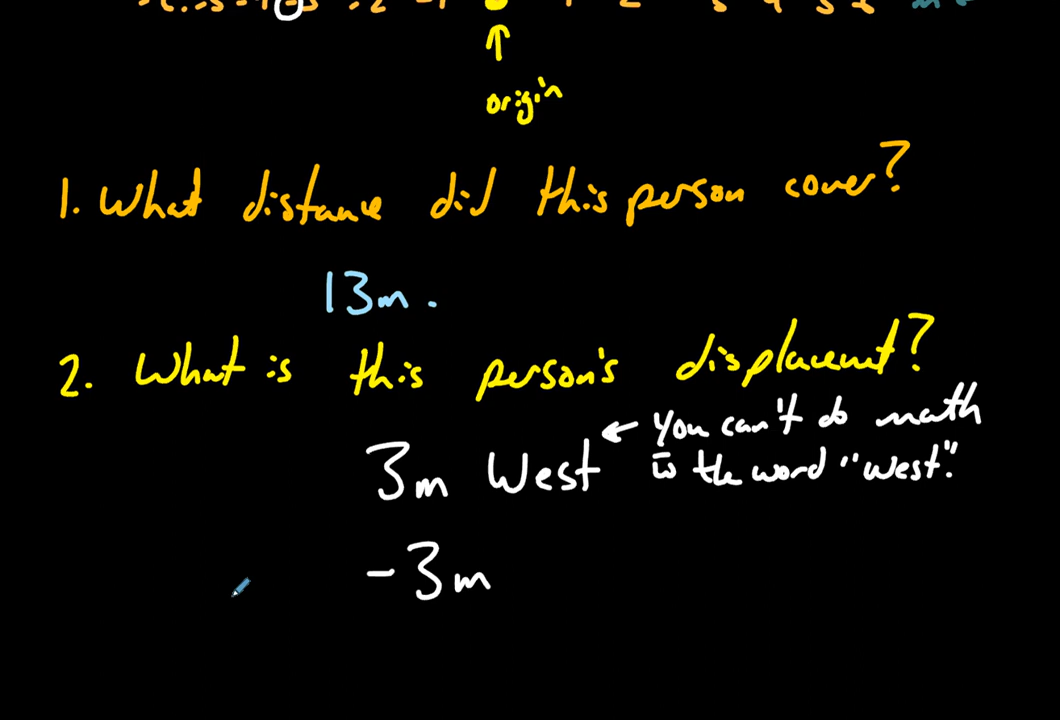 origin
1. What distance did this person cover?
13m.
2. What is this person's displacement?
← You can't do math
3m West w̄ the word "west."
-3m